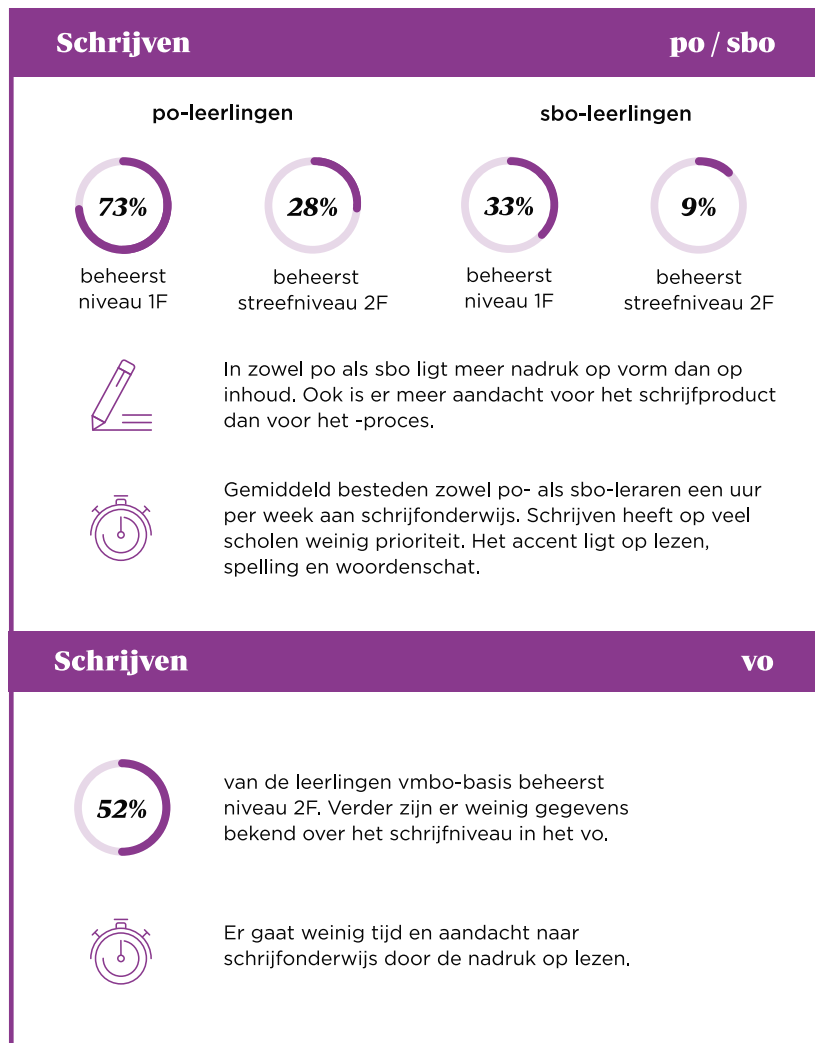 Schrijven po / sbo
po-leerlingen sbo-leerlingen
73% 28% 33% 9%
beheerst beheerst beheerst beheerst
niveau 1F streefniveau 2F niveau 1F streefniveau 2F
In zowel po als sbo ligt meer nadruk op vorm dan op
inhoud. Ook is er meer aandacht voor het schrijfproduct
dan voor het -proces.
Gemiddeld besteden zowel po- als sbo-leraren een uur
per week aan schrijfonderwijs. Schrijven heeft op veel
scholen weinig prioriteit. Het accent ligt op lezen,
spelling en woordenschat.
Schrijven vo
52%
van de leerlingen vmbo-basis beheerst
niveau 2F. Verder zijn er weinig gegevens
bekend over het schrijfniveau in het vo.
Er gaat weinig tijd en aandacht naar
schrijfonderwijs door de nadruk op lezen.